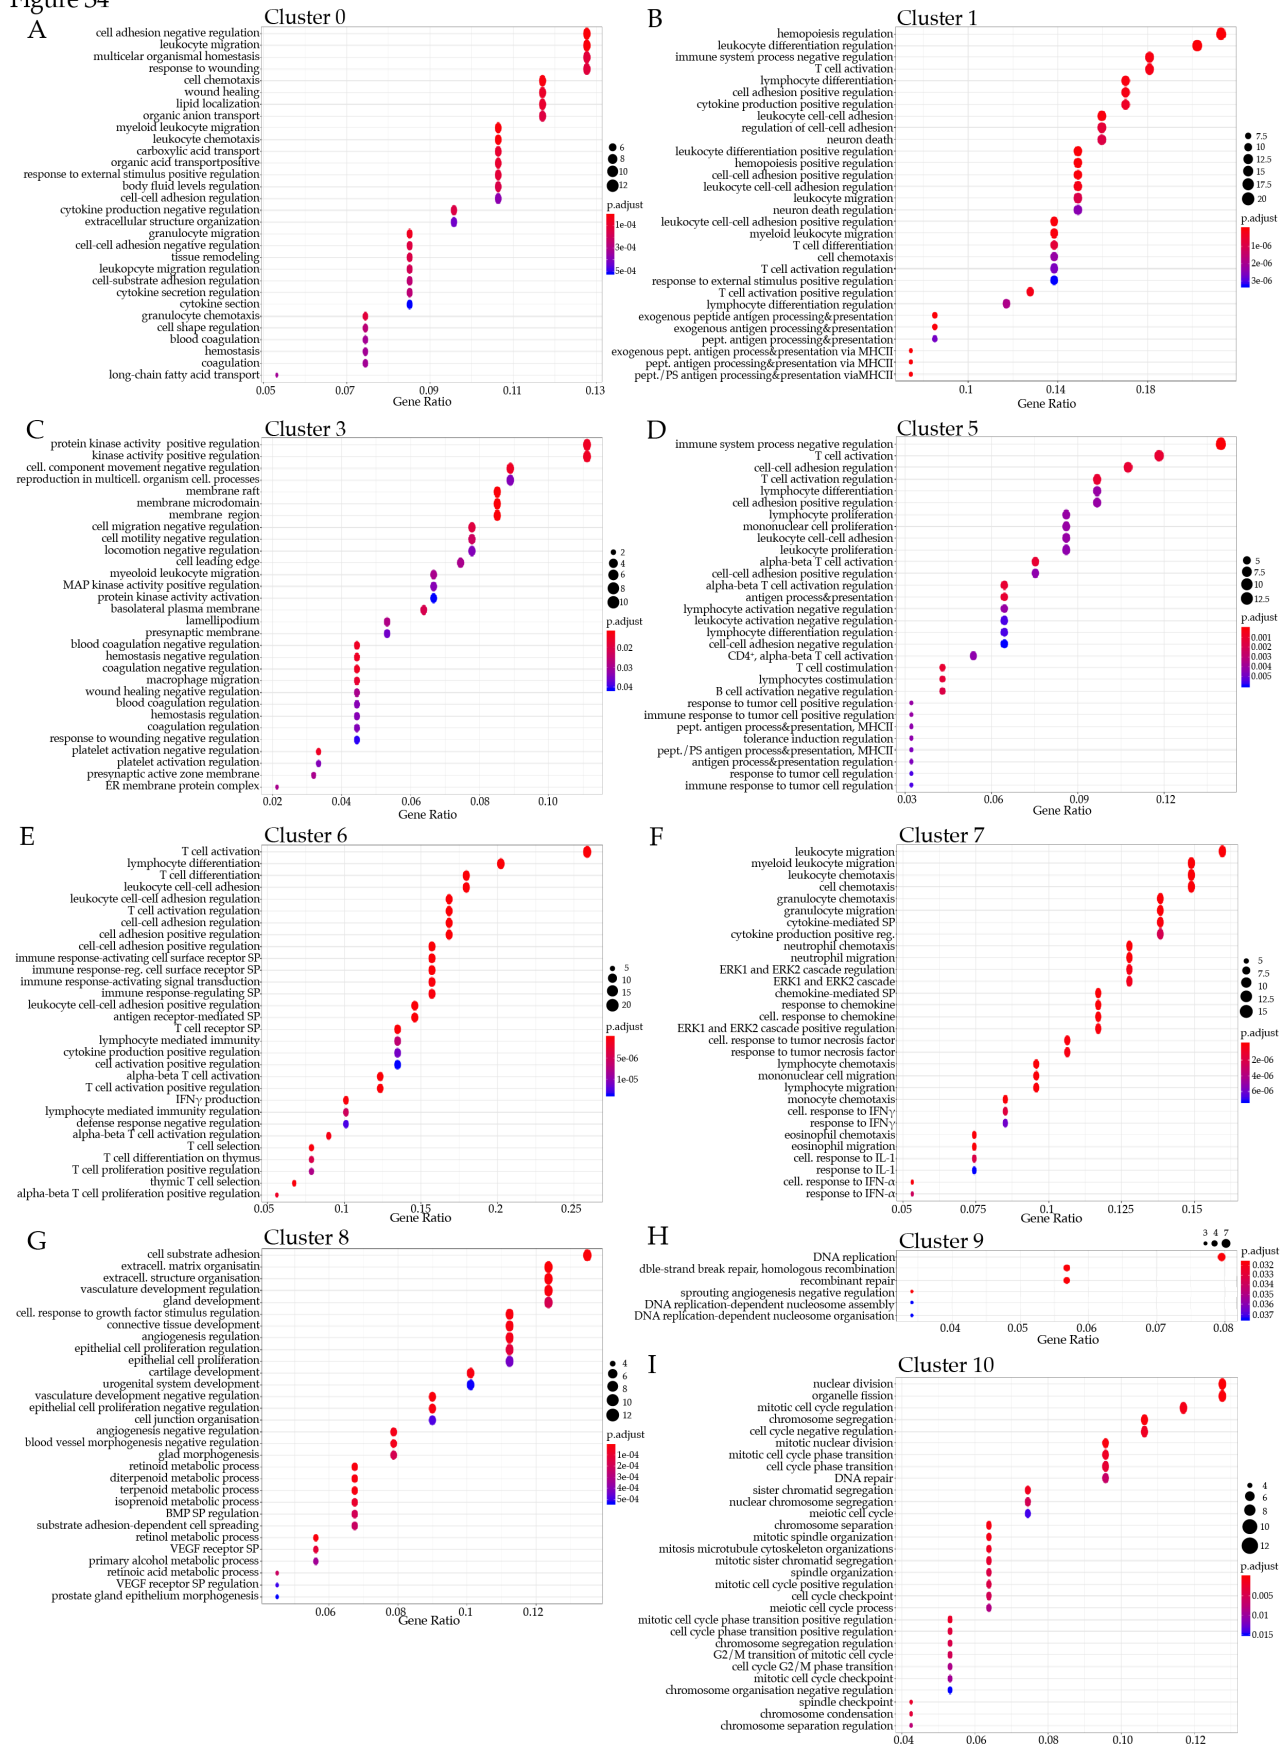 Figure S4
A
Cluster 0
cell adhesion negative regulation
leukocyte migration
multicelar organismal homestasis
response to wounding
cell chemotaxis
wound healing
lipid localization
organic anion transport
myeloid leukocyte migration
leukocyte chemotaxis
carboxylic acid transport
organic acid transportpositive
response to external stimulus positive regulation
body fluid levels regulation
cell-cell adhesion regulation
cytokine production negative regulation
extracellular structure organization
granulocyte migration
cell-cell adhesion negative regulation
tissue remodeling
leukopcyte migration regulation
cell-substrate adhesion regulation
cytokine secretion regulation
cytokine section
granulocyte chemotaxis
cell shape regulation
blood coagulation
hemostasis
coagulation
long-chain fatty acid transport
0.05 0.07 0.09 0.11 0.13
Gene Ratio
6
8
10
12
p.adjust
1e-04
3e-04
5e-04
B
Cluster 1
hemopoiesis regulation
leukocyte differentiation regulation
immune system process negative regulation
T cell activation
lymphocyte differentiation
cell adhesion positive regulation
cytokine production positive regulation
leukocyte cell-cell adhesion
regulation of cell-cell adhesion
neuron death
leukocyte differentiation positive regulation
hemopoiesis positive regulation
cell-cell adhesion positive regulation
leukocyte cell-cell adhesion regulation
leukocyte migration
neuron death regulation
leukocyte cell-cell adhesion positive regulation
myeloid leukocyte migration
T cell differentiation
cell chemotaxis
T cell activation regulation
response to external stimulus positive regulation
T cell activation positive regulation
lymphocyte differentiation regulation
exogenous peptide antigen processing&presentation
exogenous antigen processing&presentation
pept. antigen processing&presentation
exogenous pept. antigen process&presentation via MHCII
pept. antigen processing&presentation via MHCII
pept./PS antigen processing&presentation viaMHCII
0.1 0.14 0.18
Gene Ratio
7.5
10
12.5
15
17.5
20
p.adjust
1e-06
2e-06
3e-06
C
Cluster 3
protein kinase activity  positive regulation
kinase activity positive regulation
cell. component movement negative regulation
reproduction in multicell. organism cell. processes
membrane raft
membrane microdomain
membrane  region
cell migration negative regulation
cell motility negative regulation
locomotion negative regulation
cell leading edge
myeoloid leukocyte migration
MAP kinase activity positive regulation
protein kinase activity activation
basolateral plasma membrane
lamellipodium
presynaptic membrane
blood coagulation negative regulation
hemostasis negative regulation
coagulation negative regulation
macrophage migration
wound healing negative regulation
blood coagulation regulation
hemostasis regulation
coagulation regulation
response to wounding negative regulation
platelet activation negative regulation
platelet activation regulation
presynaptic active zone membrane
ER membrane protein complex
0.02 0.04 0.06 0.08 0.10
Gene Ratio
2
4
6
8
10
p.adjust
0.02
0.03
0.04
D
Cluster 5
immune system process negative regulation
T cell activation
cell-cell adhesion regulation
T cell activation regulation
lymphocyte differentiation
cell adhesion positive regulation
lymphocyte proliferation
mononuclear cell proliferation
leukocyte cell-cell adhesion
leukocyte proliferation
alpha-beta T cell activation
cell-cell adhesion positive regulation
alpha-beta T cell activation regulation
antigen process&presentation
lymphocyte activation negative regulation
leukocyte activation negative regulation
lymphocyte differentiation regulation
cell-cell adhesion negative regulation
CD4+, alpha-beta T cell activation
T cell costimulation
lymphocytes costimulation
B cell activation negative regulation
response to tumor cell positive regulation
immune response to tumor cell positive regulation
pept. antigen process&presentation, MHCII
tolerance induction regulation
pept./PS antigen process&presentation, MHCII
antigen process&presentation regulation
response to tumor cell regulation
immune response to tumor cell regulation
0.03 0.06 0.09 0.12
Gene Ratio
5
7.5
10
12.5
p.adjust
0.001
0.002
0.003
0.004
0.005
E
Cluster 6
T cell activation
lymphocyte differentiation
T cell differentiation
leukocyte cell-cell adhesion
leukocyte cell-cell adhesion regulation
T cell activation regulation
cell-cell adhesion regulation
cell adhesion positive regulation
cell-cell adhesion positive regulation
immune response-activating cell surface receptor SP
immune response-reg. cell surface receptor SP
immune response-activating signal transduction
immune response-regulating SP
leukocyte cell-cell adhesion positive regulation
antigen receptor-mediated SP
T cell receptor SP
lymphocyte mediated immunity
cytokine production positive regulation
cell activation positive regulation
alpha-beta T cell activation
T cell activation positive regulation
IFNγ production
lymphocyte mediated immunity regulation
defense response negative regulation
alpha-beta T cell activation regulation
T cell selection
T cell differentiation on thymus
T cell proliferation positive regulation
thymic T cell selection
alpha-beta T cell proliferation positive regulation
0.05 0.1 0.15 0.2 0.25
Gene Ratio
5
10
15
20
p.adjust
5e-06
1e-05
F
Cluster 7
leukocyte migration
myeloid leukocyte migration
leukocyte chemotaxis
cell chemotaxis
granulocyte chemotaxis
granulocyte migration
cytokine-mediated SP
cytokine production positive reg.
neutrophil chemotaxis
neutrophil migration
ERK1 and ERK2 cascade regulation
ERK1 and ERK2 cascade
chemokine-mediated SP
response to chemokine
cell. response to chemokine
ERK1 and ERK2 cascade positive regulation
cell. response to tumor necrosis factor
response to tumor necrosis factor
lymphocyte chemotaxis
mononuclear cell migration
lymphocyte migration
monocyte chemotaxis
cell. response to IFNγ
response to IFNγ
eosinophil chemotaxis
eosinophil migration
cell. response to IL-1
response to IL-1
cell. response to IFN-α
response to IFN-α
0.05 0.075 0.1 0.125 0.15
Gene Ratio
5
7.5
10
12.5
15
p.adjust
2e-06
4e-06
6e-06
G
Cluster 8
cell substrate adhesion
extracell. matrix organisatin
extracell. structure organisation
vasculature development regulation
gland development
cell. response to growth factor stimulus regulation
connective tissue development
angiogenesis regulation
epithelial cell proliferation regulation
epithelial cell proliferation
cartilage development
urogenital system development
vasculature development negative regulation
epithelial cell proliferation negative regulation
cell junction organisation
angiogenesis negative regulation
blood vessel morphogenesis negative regulation
glad morphogenesis
retinoid metabolic process
diterpenoid metabolic process
terpenoid metabolic process
isoprenoid metabolic process
BMP SP regulation
substrate adhesion-dependent cell spreading
retinol metabolic process
VEGF receptor SP
primary alcohol metabolic process
retinoic acid metabolic process
VEGF receptor SP regulation
prostate gland epithelium morphogenesis
0.06 0.08 0.1 0.12
Gene Ratio
4
6
8
10
12
p.adjust
1e-04
2e-04
3e-04
4e-04
5e-04
H
Cluster 9
3 4 7
DNA replication
dble-strand break repair, homologous recombination
recombinant repair
sprouting angiogenesis negative regulation
DNA replication-dependent nucleosome assembly
DNA replication-dependent nucleosome organisation
0.04 0.05 0.06 0.07 0.08
Gene Ratio
p.adjust
0.032
0.033
0.034
0.035
0.036
0.037
I
Cluster 10
nuclear division
organelle fission
mitotic cell cycle regulation
chromosome segregation
cell cycle negative regulation
mitotic nuclear division
mitotic cell cycle phase transition
cell cycle phase transition
DNA repair
sister chromatid segregation
nuclear chromosome segregation
meiotic cell cycle
chromosome separation
mitotic spindle organization
mitosis microtubule cytoskeleton organizations
mitotic sister chromatid segregation
spindle organization
mitotic cell cycle positive regulation
cell cycle checkpoint
meiotic cell cycle process
mitotic cell cycle phase transition positive regulation
cell cycle phase transition positive regulation
chromosome segregation regulation
G2/M transition of mitotic cell cycle
cell cycle G2/M phase transition
mitotic cell cycle checkpoint
chromosome organisation negative regulation
spindle checkpoint
chromosome condensation
chromosome separation regulation
0.04 0.06 0.08 0.10 0.12
Gene Ratio
4
6
8
10
12
p.adjust
0.005
0.01
0.015